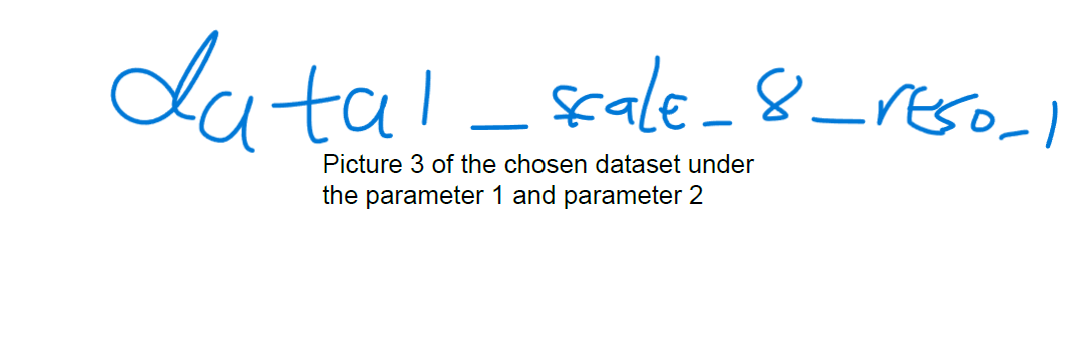 data1_scale_8_reso_1
Picture 3 of the chosen dataset under
the parameter 1 and parameter 2